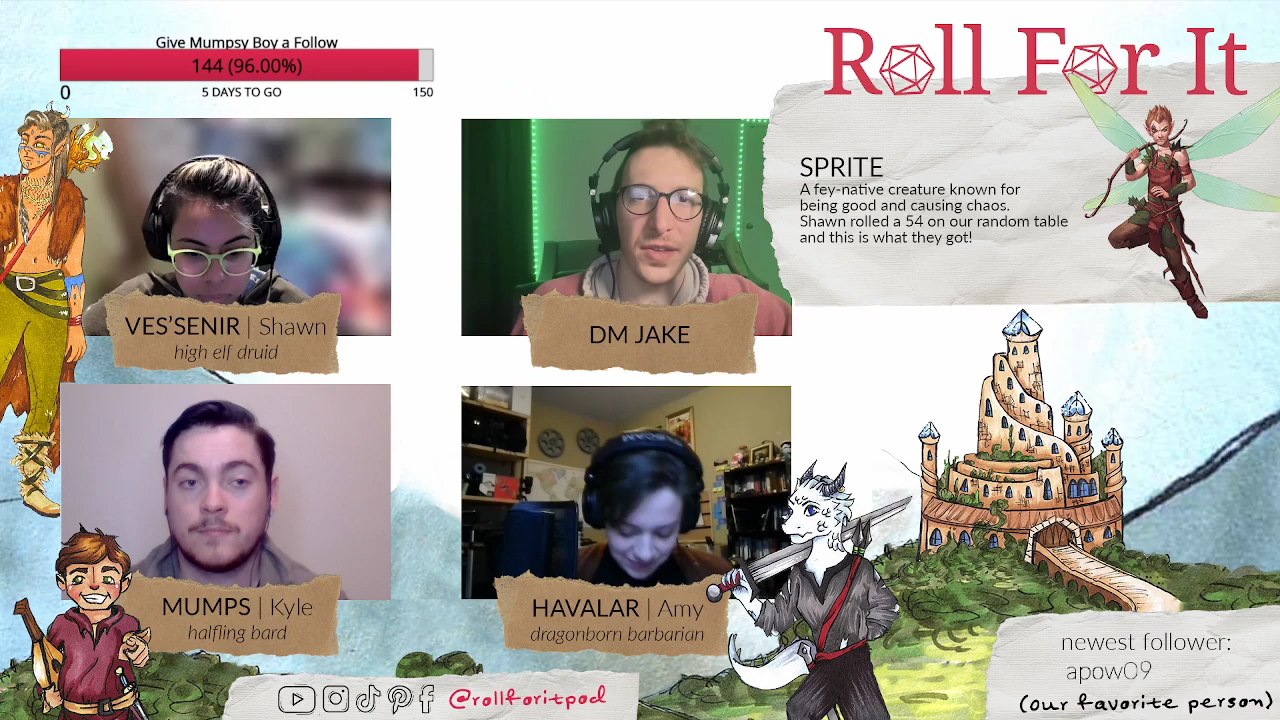 Give Mumpsy Boy a Follow
144 (96.00%)
0
5 DAYS TO GO
150
Roll For It
SPRITE
A fey-native creature known for
being good and causing chaos.
Shawn rolled a 54 on our random table
and this is what they got!
VES'SENIR | Shawn
high elf druid
DM JAKE
MUMPS | Kyle
halfling bard
HAVALAR | Amy
dragonborn barbarian
@rollforitpod
newest follower:
apow09
(our favorite person)